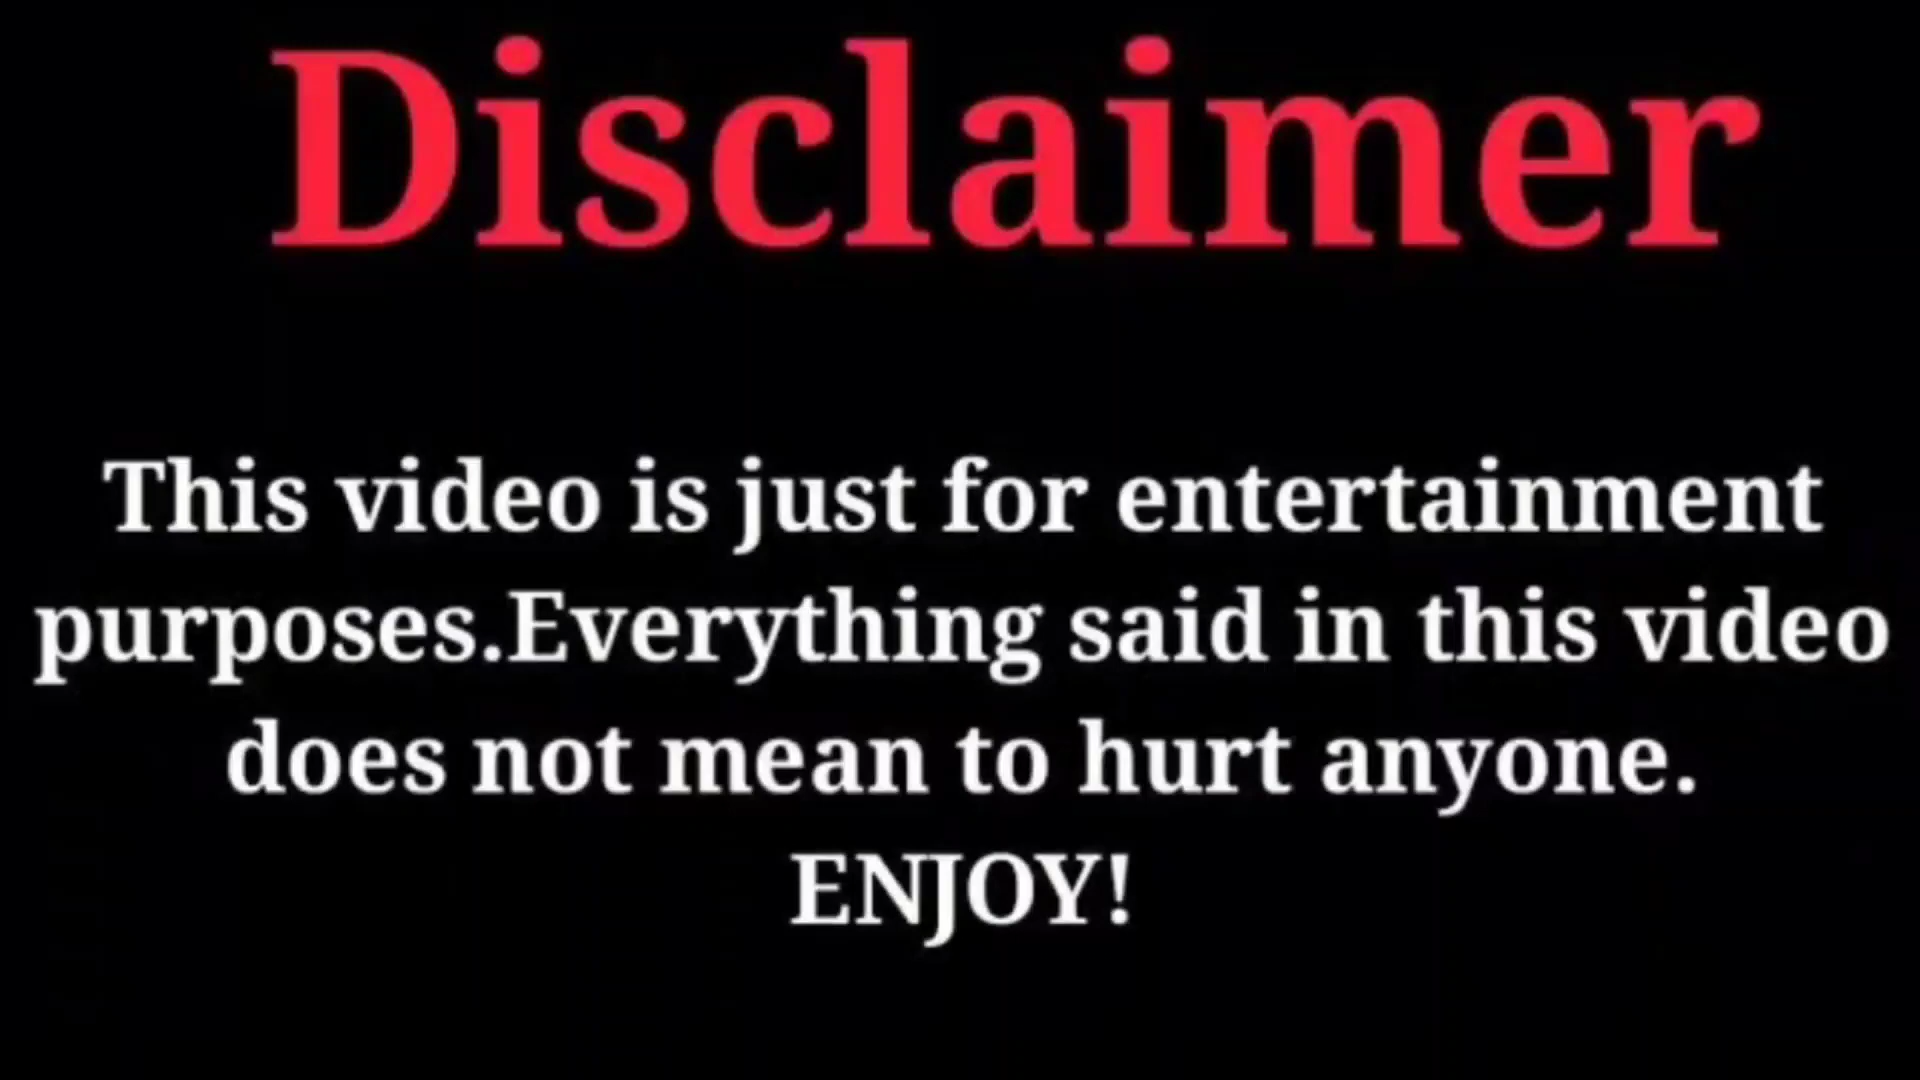 Disclaimer
This video is just for entertainment
purposes.Everything said in this video
does not mean to hurt anyone.
ENJOY!